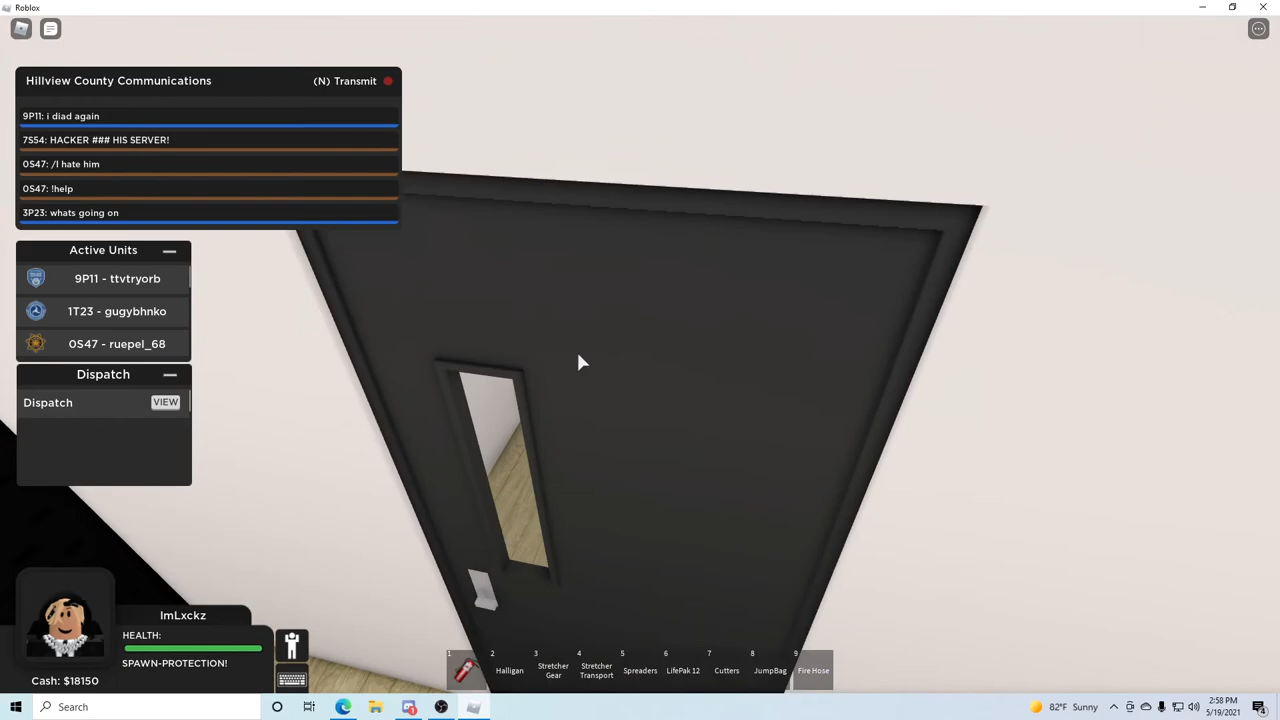 Roblox
Hillview County Communications
(N) Transmit
9P11: i diad again
7S54: HACKER ### HIS SERVER!
0S47: /I hate him
0S47: !help
3P23: whats going on
Active Units
9P11 - ttvtryorb
1T23 - gugybhnko
0S47 - ruepel_68
Dispatch
Dispatch VIEW
ImLxckz
HEALTH:
SPAWN-PROTECTION!
Cash: $18150
1
2 Halligan
3 Stretcher Gear
4 Stretcher Transport
5 Spreaders
6 LifePak 12
7 Cutters
8 JumpBag
9 Fire Hose
Search
1
82°F Sunny
2:58 PM
5/19/2021
4